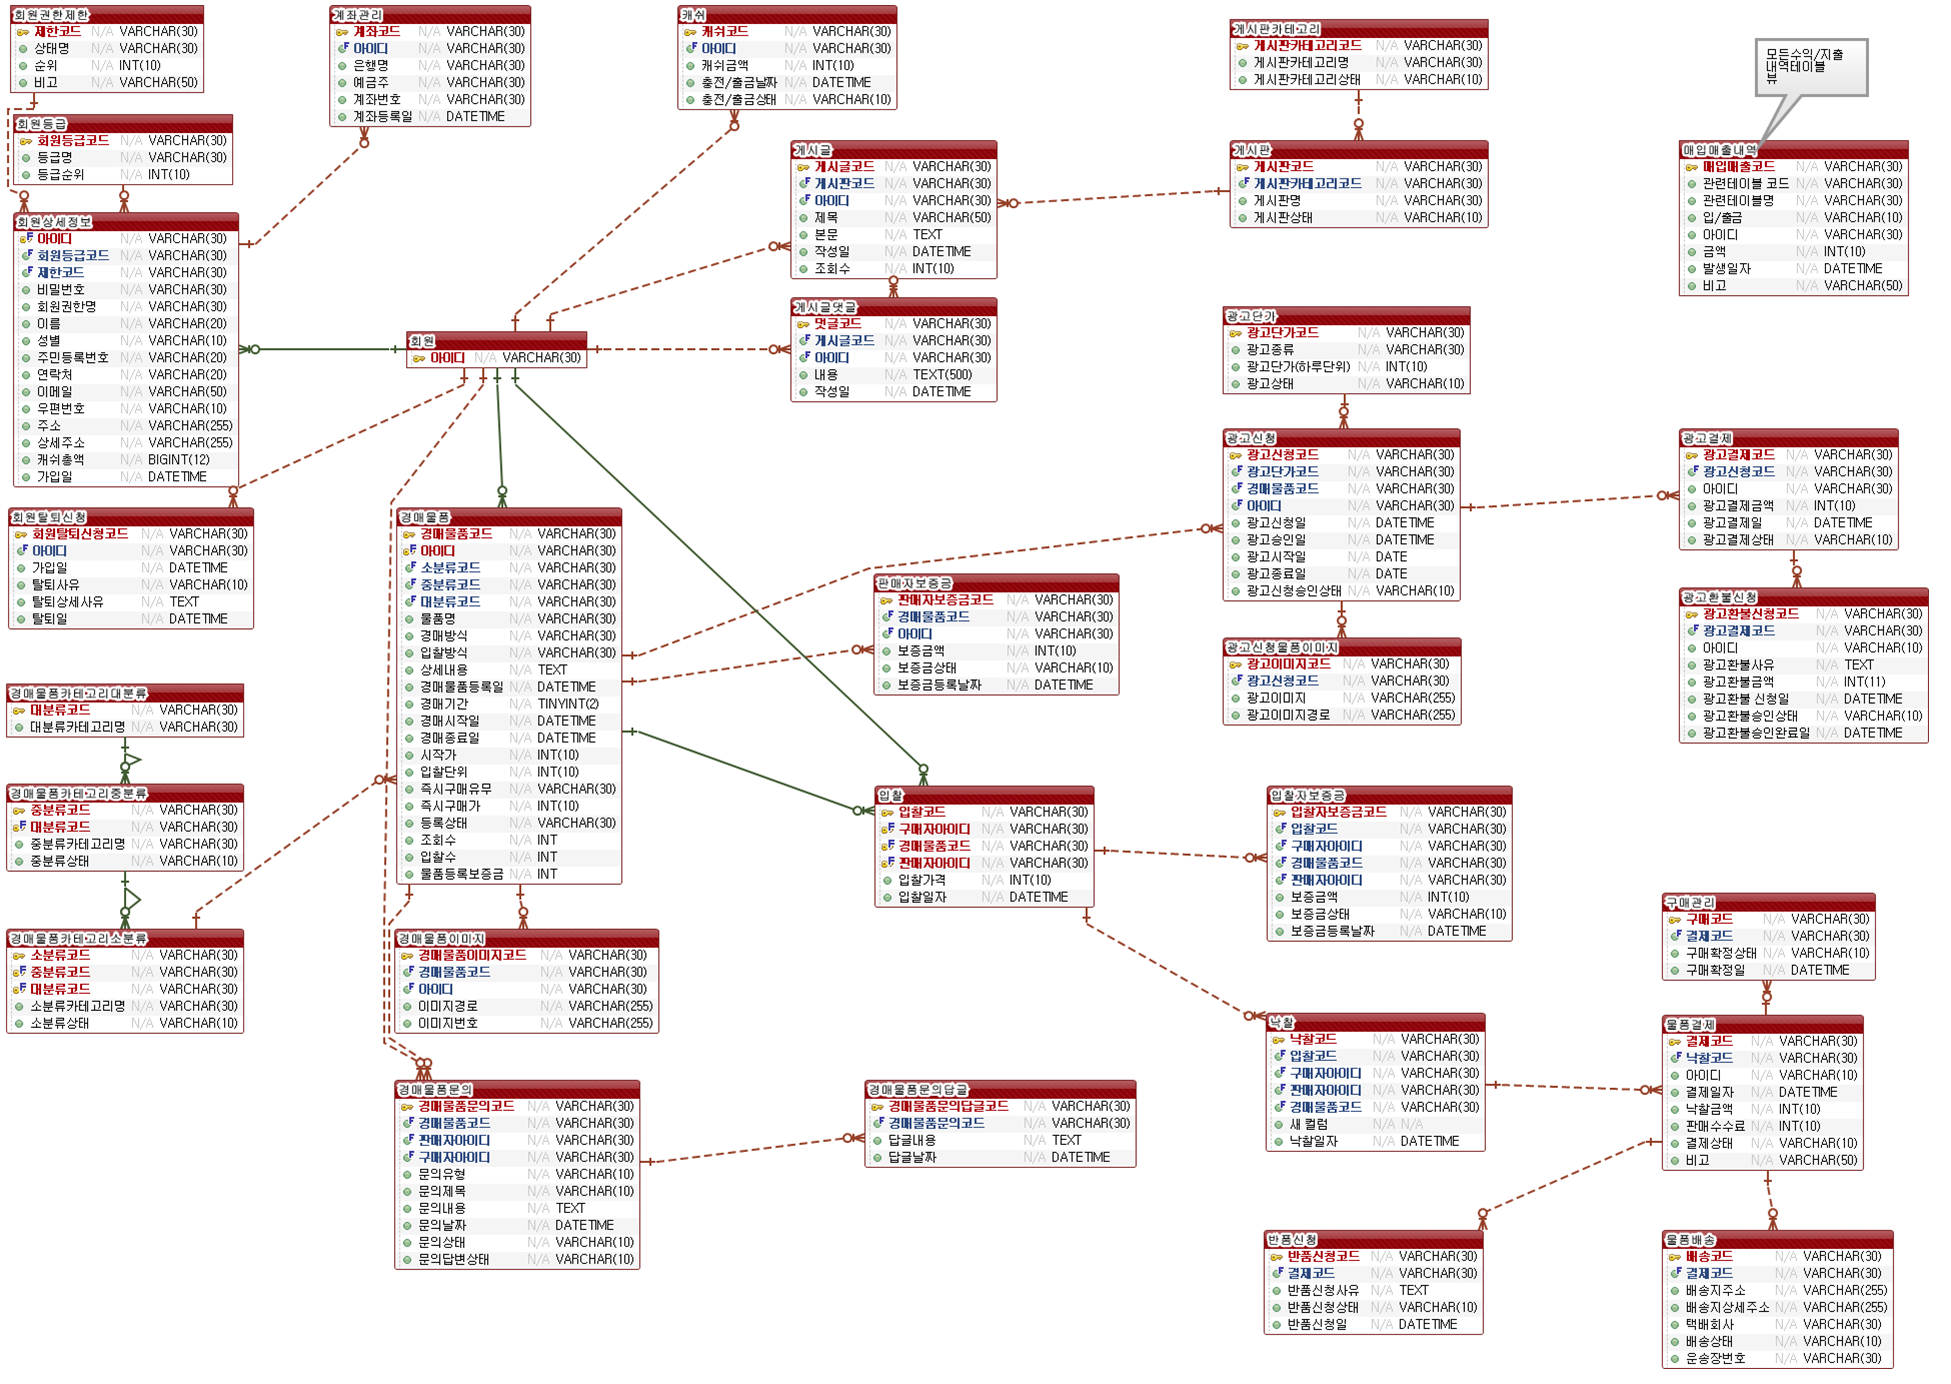 회원권한제한
제한코드 N/A VARCHAR(30)
상태명 N/A VARCHAR(30)
순위 N/A INT(10)
비고 N/A VARCHAR(50)
회원등급
회원등급코드 N/A VARCHAR(30)
등급명 N/A VARCHAR(30)
등급순위 N/A INT(10)
회원상세정보
아이디 N/A VARCHAR(30)
회원등급코드 N/A VARCHAR(30)
제한코드 N/A VARCHAR(30)
비밀번호 N/A VARCHAR(30)
회원권한명 N/A VARCHAR(30)
이름 N/A VARCHAR(20)
성별 N/A VARCHAR(10)
주민등록번호 N/A VARCHAR(20)
연락처 N/A VARCHAR(20)
이메일 N/A VARCHAR(50)
우편번호 N/A VARCHAR(10)
주소 N/A VARCHAR(255)
상세주소 N/A VARCHAR(255)
캐쉬총액 N/A BIGINT(12)
가입일 N/A DATETIME
회원탈퇴신청
회원탈퇴신청코드 N/A VARCHAR(30)
아이디 N/A VARCHAR(30)
가입일 N/A DATETIME
탈퇴사유 N/A VARCHAR(10)
탈퇴상세사유 N/A TEXT
탈퇴일 N/A DATETIME
경매물품카테고리대분류
대분류코드 N/A VARCHAR(30)
대분류카테고리명 N/A VARCHAR(30)
경매물품카테고리중분류
중분류코드 N/A VARCHAR(30)
대분류코드 N/A VARCHAR(30)
중분류카테고리명 N/A VARCHAR(30)
중분류상태 N/A VARCHAR(10)
경매물품카테고리소분류
소분류코드 N/A VARCHAR(30)
중분류코드 N/A VARCHAR(30)
대분류코드 N/A VARCHAR(30)
소분류카테고리명 N/A VARCHAR(30)
소분류상태 N/A VARCHAR(10)
계좌관리
계좌코드 N/A VARCHAR(30)
아이디 N/A VARCHAR(30)
은행명 N/A VARCHAR(30)
예금주 N/A VARCHAR(30)
계좌번호 N/A VARCHAR(30)
계좌등록일 N/A DATETIME
캐쉬
캐쉬코드 N/A VARCHAR(30)
아이디 N/A VARCHAR(30)
캐쉬금액 N/A INT(10)
충전/출금날짜 N/A DATETIME
충전/출금상태 N/A VARCHAR(10)
회원
아이디 N/A VARCHAR(30)
게시글
게시글코드 N/A VARCHAR(30)
게시판코드 N/A VARCHAR(30)
아이디 N/A VARCHAR(30)
제목 N/A VARCHAR(50)
본문 N/A TEXT
작성일 N/A DATETIME
조회수 N/A INT(10)
게시글댓글
댓글코드 N/A VARCHAR(30)
게시글코드 N/A VARCHAR(30)
아이디 N/A VARCHAR(30)
내용 N/A TEXT(500)
작성일 N/A DATETIME
게시판카테고리
게시판카테고리코드 N/A VARCHAR(30)
게시판카테고리명 N/A VARCHAR(30)
게시판카테고리상태 N/A VARCHAR(10)
게시판
게시판코드 N/A VARCHAR(30)
게시판카테고리코드 N/A VARCHAR(30)
게시판명 N/A VARCHAR(30)
게시판상태 N/A VARCHAR(10)
모든수익/지출
내역테이블
뷰
매입매출내역
매입매출코드 N/A VARCHAR(30)
관련테이블 코드 N/A VARCHAR(30)
관련테이블명 N/A VARCHAR(30)
입/출금 N/A VARCHAR(10)
아이디 N/A VARCHAR(30)
금액 N/A INT(10)
발생일자 N/A DATETIME
비고 N/A VARCHAR(50)
경매물품
경매물품코드 N/A VARCHAR(30)
아이디 N/A VARCHAR(30)
소분류코드 N/A VARCHAR(30)
중분류코드 N/A VARCHAR(30)
대분류코드 N/A VARCHAR(30)
물품명 N/A VARCHAR(30)
경매방식 N/A VARCHAR(30)
입찰방식 N/A VARCHAR(30)
상세내용 N/A TEXT
경매물품등록일 N/A DATETIME
경매기간 N/A TINYINT(2)
경매시작일 N/A DATETIME
경매종료일 N/A DATETIME
시작가 N/A INT(10)
입찰단위 N/A INT(10)
즉시구매유무 N/A VARCHAR(30)
즉시구매가 N/A INT(10)
등록상태 N/A VARCHAR(30)
조회수 N/A INT
입찰수 N/A INT
물품등록보증금 N/A INT
경매물품이미지
경매물품이미지코드 N/A VARCHAR(30)
경매물품코드 N/A VARCHAR(30)
아이디 N/A VARCHAR(30)
이미지경로 N/A VARCHAR(255)
이미지번호 N/A VARCHAR(255)
경매물품문의
경매물품문의코드 N/A VARCHAR(30)
경매물품코드 N/A VARCHAR(30)
판매자아이디 N/A VARCHAR(30)
구매자아이디 N/A VARCHAR(30)
문의유형 N/A VARCHAR(10)
문의제목 N/A VARCHAR(10)
문의내용 N/A TEXT
문의날짜 N/A DATETIME
문의상태 N/A VARCHAR(10)
문의답변상태 N/A VARCHAR(10)
경매물품문의답글
경매물품문의답글코드 N/A VARCHAR(30)
경매물품문의코드 N/A VARCHAR(30)
답글내용 N/A TEXT
답글날짜 N/A DATETIME
판매자보증금
판매자보증금코드 N/A VARCHAR(30)
경매물품코드 N/A VARCHAR(30)
아이디 N/A VARCHAR(30)
보증금액 N/A INT(10)
보증금상태 N/A VARCHAR(10)
보증금등록날짜 N/A DATETIME
입찰
입찰코드 N/A VARCHAR(30)
구매자아이디 N/A VARCHAR(30)
경매물품코드 N/A VARCHAR(30)
판매자아이디 N/A VARCHAR(30)
입찰가격 N/A INT(10)
입찰일자 N/A DATETIME
광고단가
광고단가코드 N/A VARCHAR(30)
광고종류 N/A VARCHAR(30)
광고단가(하루단위) N/A INT(10)
광고상태 N/A VARCHAR(10)
광고신청
광고신청코드 N/A VARCHAR(30)
광고단가코드 N/A VARCHAR(30)
경매물품코드 N/A VARCHAR(30)
아이디 N/A VARCHAR(30)
광고신청일 N/A DATETIME
광고승인일 N/A DATETIME
광고시작일 N/A DATE
광고종료일 N/A DATE
광고신청승인상태 N/A VARCHAR(10)
광고신청물품이미지
광고이미지코드 N/A VARCHAR(30)
광고신청코드 N/A VARCHAR(30)
광고이미지 N/A VARCHAR(255)
광고이미지경로 N/A VARCHAR(255)
광고결제
광고결제코드 N/A VARCHAR(30)
광고신청코드 N/A VARCHAR(30)
아이디 N/A VARCHAR(30)
광고결제금액 N/A INT(10)
광고결제일 N/A DATETIME
광고결제상태 N/A VARCHAR(10)
광고환불신청
광고환불신청코드 N/A VARCHAR(30)
광고결제코드 N/A VARCHAR(30)
아이디 N/A VARCHAR(10)
광고환불사유 N/A TEXT
광고환불금액 N/A INT(11)
광고환불 신청일 N/A DATETIME
광고환불승인상태 N/A VARCHAR(10)
광고환불승인완료일 N/A DATETIME
입찰자보증금
입찰자보증금코드 N/A VARCHAR(30)
입찰코드 N/A VARCHAR(30)
구매자아이디 N/A VARCHAR(30)
경매물품코드 N/A VARCHAR(30)
판매자아이디 N/A VARCHAR(30)
보증금액 N/A INT(10)
보증금상태 N/A VARCHAR(10)
보증금등록날짜 N/A DATETIME
낙찰
낙찰코드 N/A VARCHAR(30)
입찰코드 N/A VARCHAR(30)
구매자아이디 N/A VARCHAR(30)
판매자아이디 N/A VARCHAR(30)
경매물품코드 N/A VARCHAR(30)
새 컬럼 N/A N/A
낙찰일자 N/A DATETIME
구매관리
구매코드 N/A VARCHAR(30)
결제코드 N/A VARCHAR(30)
구매확정상태 N/A VARCHAR(10)
구매확정일 N/A DATETIME
물품결제
결제코드 N/A VARCHAR(30)
낙찰코드 N/A VARCHAR(30)
아이디 N/A VARCHAR(10)
결제일자 N/A DATETIME
낙찰금액 N/A INT(10)
판매수수료 N/A INT(10)
결제상태 N/A VARCHAR(10)
비고 N/A VARCHAR(50)
반품신청
반품신청코드 N/A VARCHAR(30)
결제코드 N/A VARCHAR(30)
반품신청사유 N/A TEXT
반품신청상태 N/A VARCHAR(10)
반품신청일 N/A DATETIME
물품배송
배송코드 N/A VARCHAR(30)
결제코드 N/A VARCHAR(30)
배송지주소 N/A VARCHAR(255)
배송지상세주소 N/A VARCHAR(255)
택배회사 N/A VARCHAR(30)
배송상태 N/A VARCHAR(10)
운송장번호 N/A VARCHAR(30)